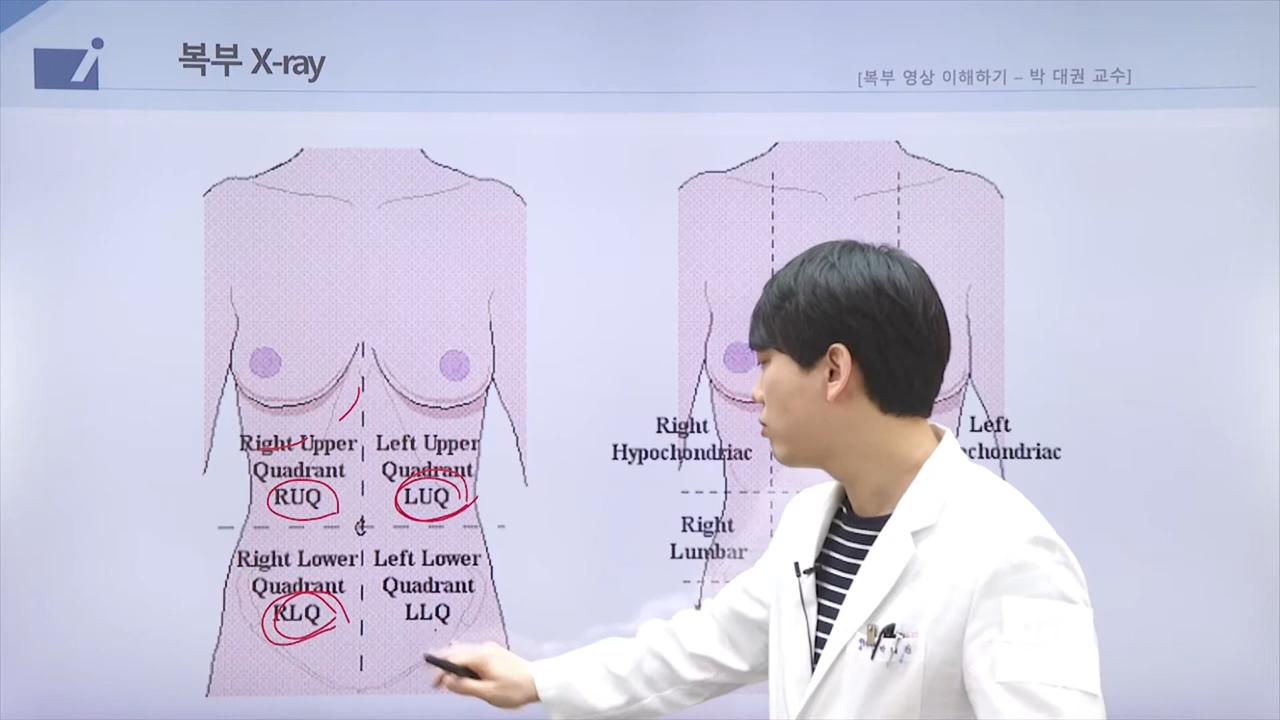 복부 X-ray
[복부 영상 이해하기 – 박 대권 교수]
Right Upper
Quadrant
RUQ
Left Upper
Quadrant
LUQ
Right Lower
Quadrant
RLQ
Left Lower
Quadrant
LLQ
Right
Hypochondriac
Left
chondriac
Right
Lumbar